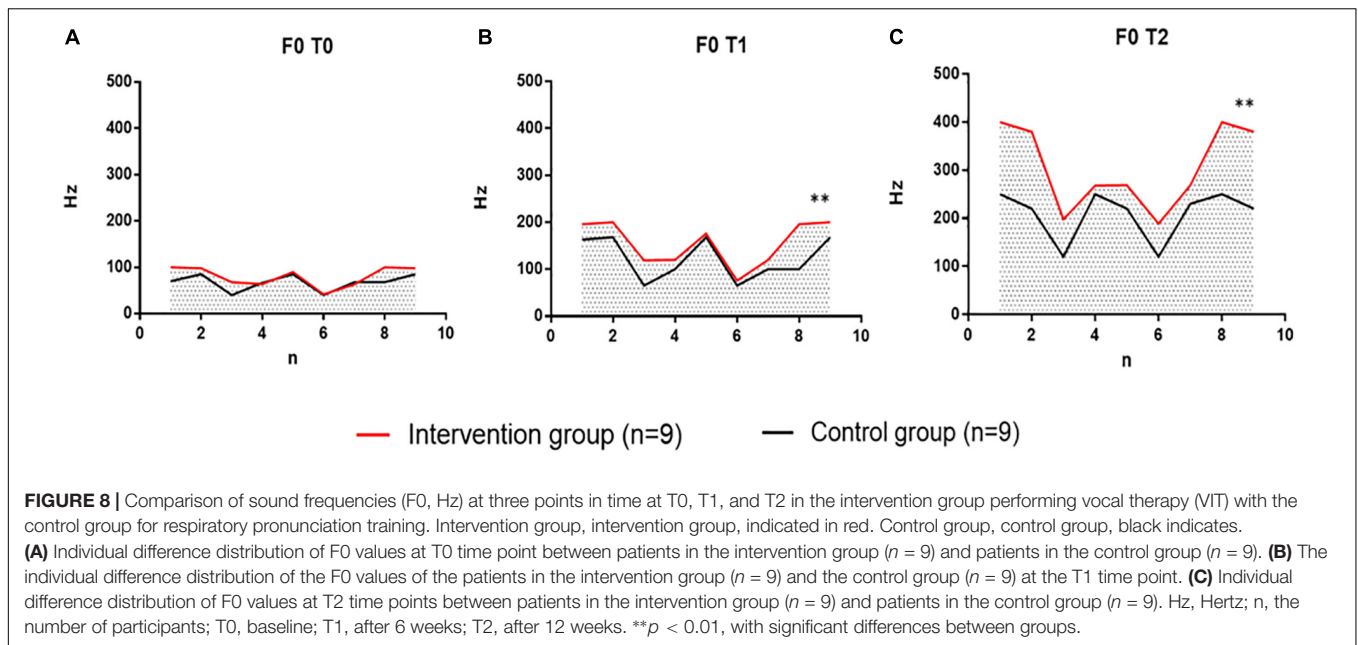 A
F0 T0
500
400
300
200
100
0
Hz
0 2 4 6 8 10
n
B
F0 T1
500
400
300
200
100
0
Hz
**
0 2 4 6 8 10
n
C
F0 T2
500
400
300
200
100
0
Hz
**
0 2 4 6 8 10
n
Intervention group (n=9) Control group (n=9)
FIGURE 8 | Comparison of sound frequencies (F0, Hz) at three points in time at T0, T1, and T2 in the intervention group performing vocal therapy (VIT) with the
control group for respiratory pronunciation training. Intervention group, intervention group, indicated in red. Control group, control group, black indicates.
(A) Individual difference distribution of F0 values at T0 time point between patients in the intervention group (n = 9) and patients in the control group (n = 9). (B) The
individual difference distribution of the F0 values of the patients in the intervention group (n = 9) and the control group (n = 9) at the T1 time point. (C) Individual
difference distribution of F0 values at T2 time points between patients in the intervention group (n = 9) and patients in the control group (n = 9). Hz, Hertz; n, the
number of participants; T0, baseline; T1, after 6 weeks; T2, after 12 weeks. **p < 0.01, with significant differences between groups.